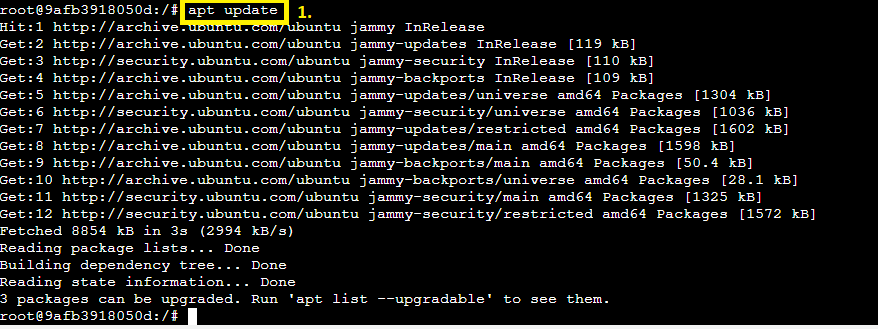 root@9afb3918050d:/# apt update 1.
Hit:1 http://archive.ubuntu.com/ubuntu jammy InRelease
Get:2 http://archive.ubuntu.com/ubuntu jammy-updates InRelease [119 kB]
Get:3 http://security.ubuntu.com/ubuntu jammy-security InRelease [110 kB]
Get:4 http://archive.ubuntu.com/ubuntu jammy-backports InRelease [109 kB]
Get:5 http://archive.ubuntu.com/ubuntu jammy-updates/universe amd64 Packages [1304 kB]
Get:6 http://security.ubuntu.com/ubuntu jammy-security/universe amd64 Packages [1036 kB]
Get:7 http://archive.ubuntu.com/ubuntu jammy-updates/restricted amd64 Packages [1602 kB]
Get:8 http://archive.ubuntu.com/ubuntu jammy-updates/main amd64 Packages [1598 kB]
Get:9 http://archive.ubuntu.com/ubuntu jammy-backports/main amd64 Packages [50.4 kB]
Get:10 http://archive.ubuntu.com/ubuntu jammy-backports/universe amd64 Packages [28.1 kB]
Get:11 http://security.ubuntu.com/ubuntu jammy-security/main amd64 Packages [1325 kB]
Get:12 http://security.ubuntu.com/ubuntu jammy-security/restricted amd64 Packages [1572 kB]
Fetched 8854 kB in 3s (2994 kB/s)
Reading package lists... Done
Building dependency tree... Done
Reading state information... Done
3 packages can be upgraded. Run 'apt list --upgradable' to see them.
root@9afb3918050d:/#